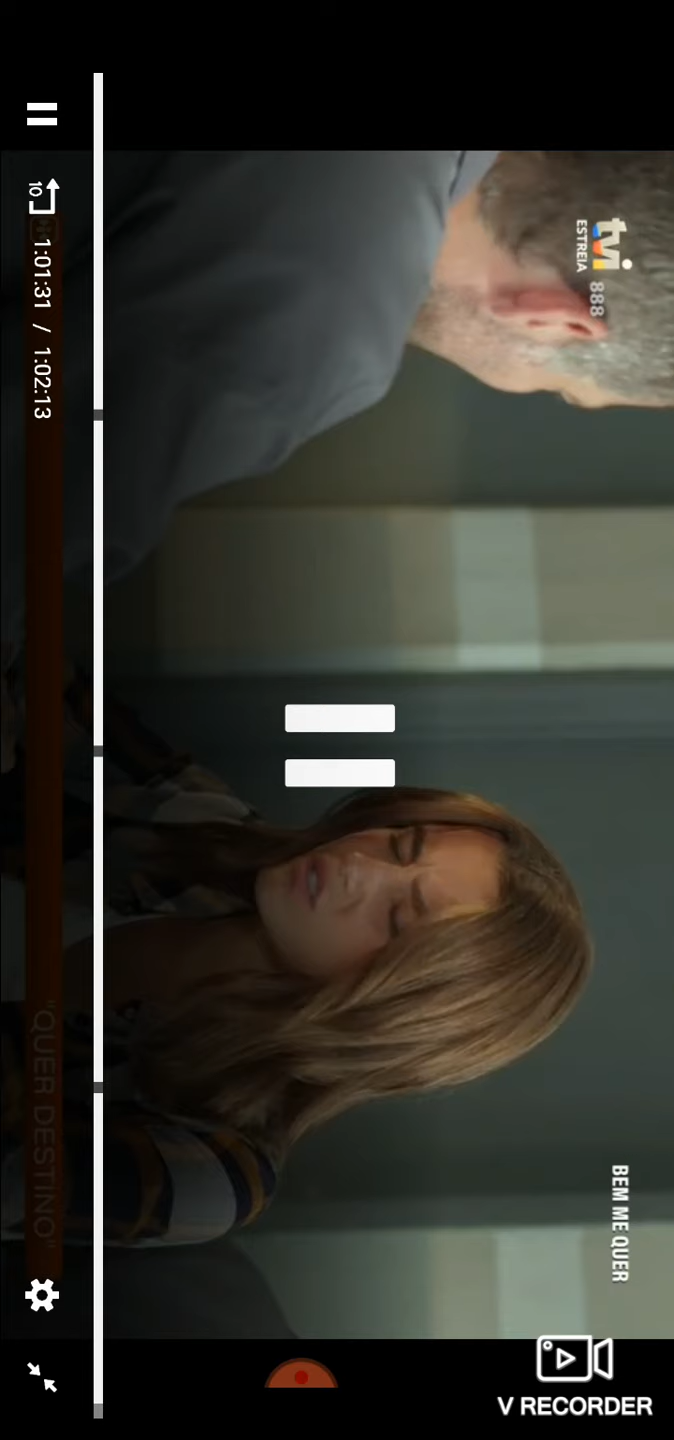 tvi
ESTREIA
888
BEM ME QUER
"QUER DESTINO"
10
1:01:31 / 1:02:13
V RECORDER